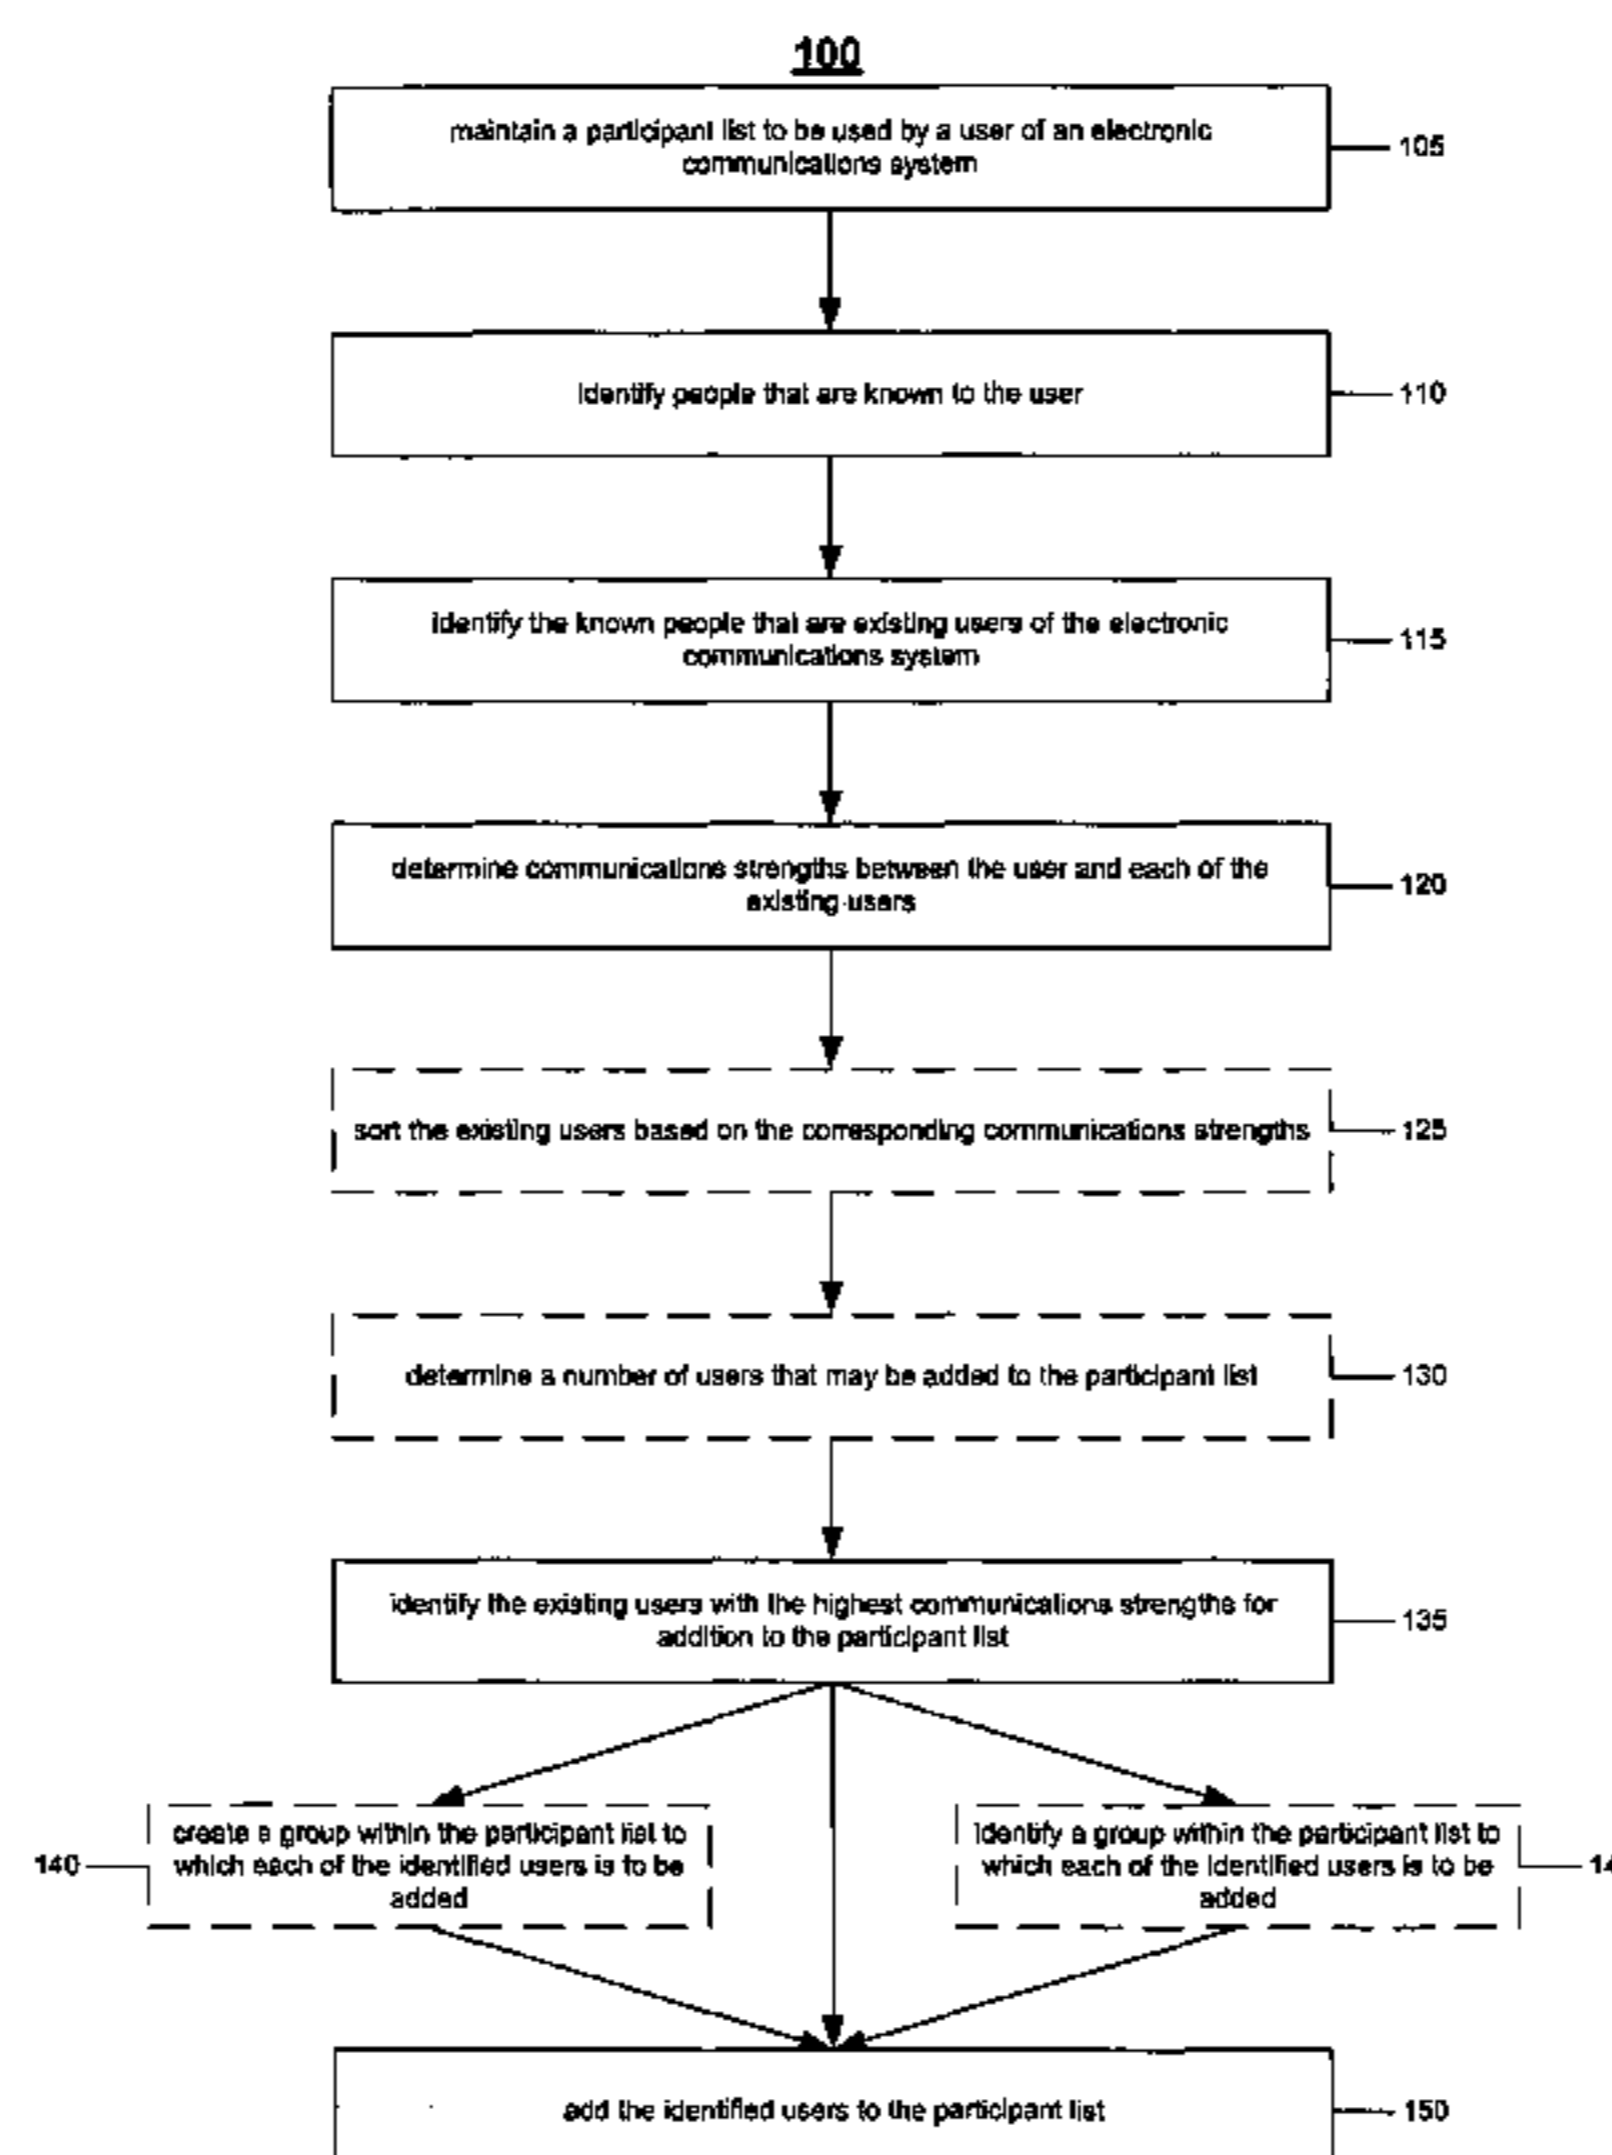 100
maintain a participant list to be used by a user of an electronic
communications system
105
identify people that are known to the user
110
identify the known people that are existing users of the electronic
communications system
115
determine communications strengths between the user and each of the
existing users
120
sort the existing users based on the corresponding communications strengths
125
determine a number of users that may be added to the participant list
130
identify the existing users with the highest communications strengths for
addition to the participant list
135
140
create a group within the participant list to
which each of the identified users is to be
added
identify a group within the participant list to
which each of the identified users is to be
added
add the identified users to the participant list
150